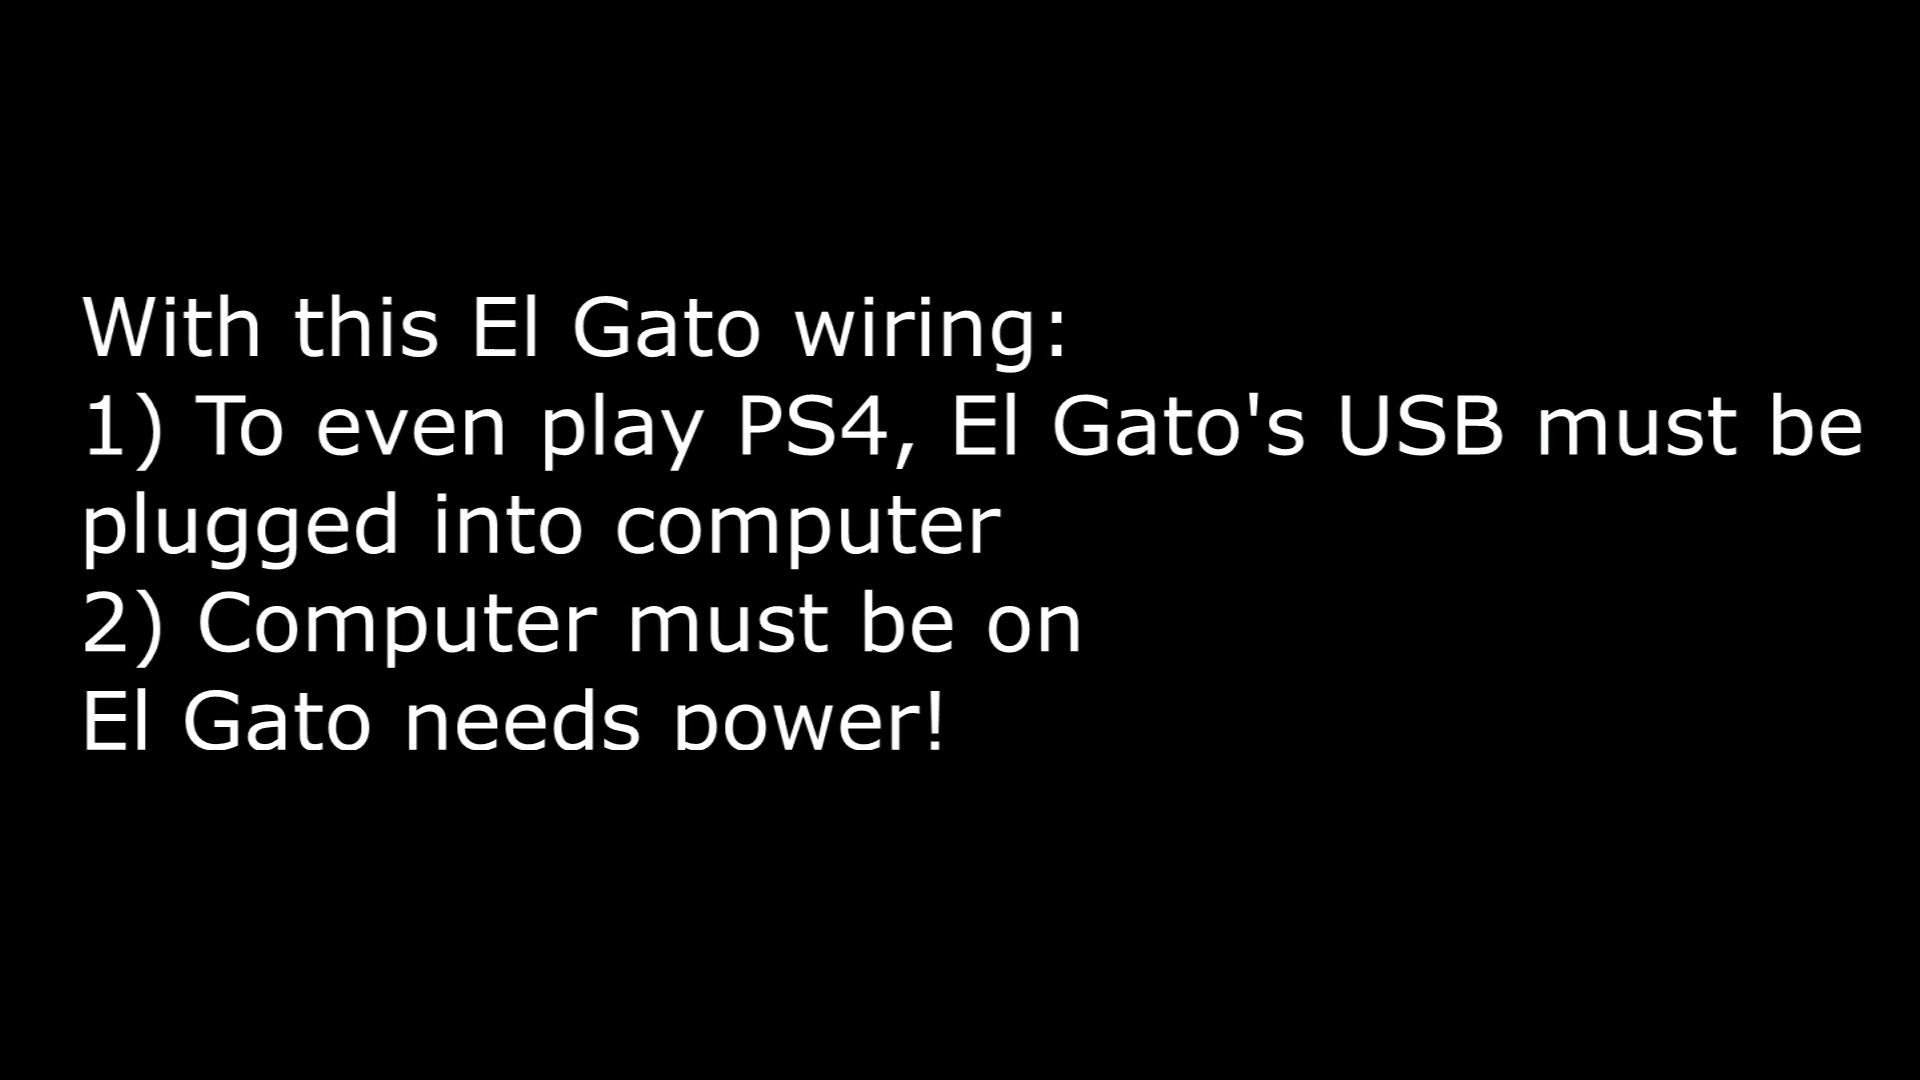 With this El Gato wiring:
1) To even play PS4, El Gato's USB must be
plugged into computer
2) Computer must be on
El Gato needs power!